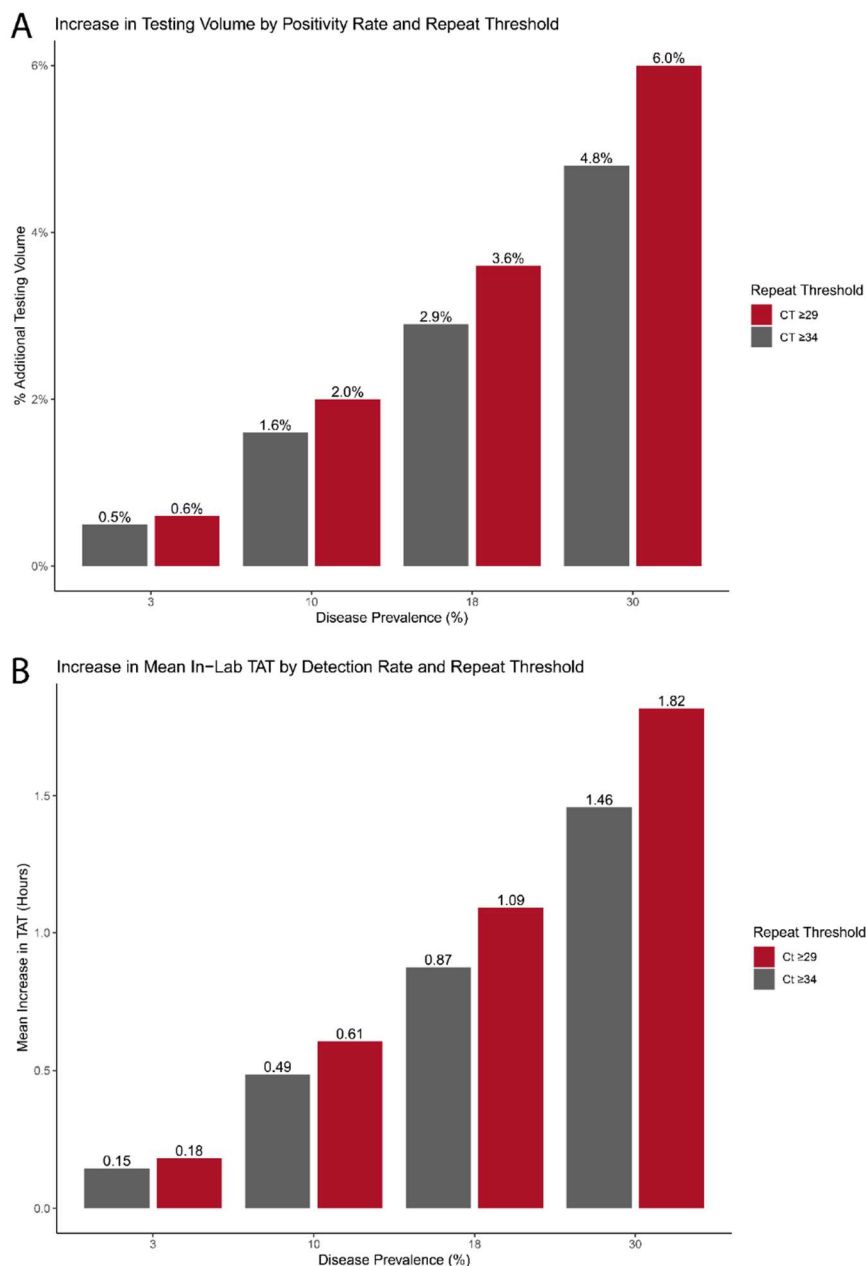 A
Increase in Testing Volume by Positivity Rate and Repeat Threshold
% Additional Testing Volume
6%
4%
2%
0%
0.5%
0.6%
1.6%
2.0%
2.9%
3.6%
4.8%
6.0%
3
10
18
30
Disease Prevalence (%)
Repeat Threshold
CT ≥29
CT ≥34
B
Increase in Mean In−Lab TAT by Detection Rate and Repeat Threshold
Mean Increase in TAT (Hours)
1.5
1.0
0.5
0.0
0.15
0.18
0.49
0.61
0.87
1.09
1.46
1.82
3
10
18
30
Disease Prevalence (%)
Repeat Threshold
Ct ≥29
Ct ≥34